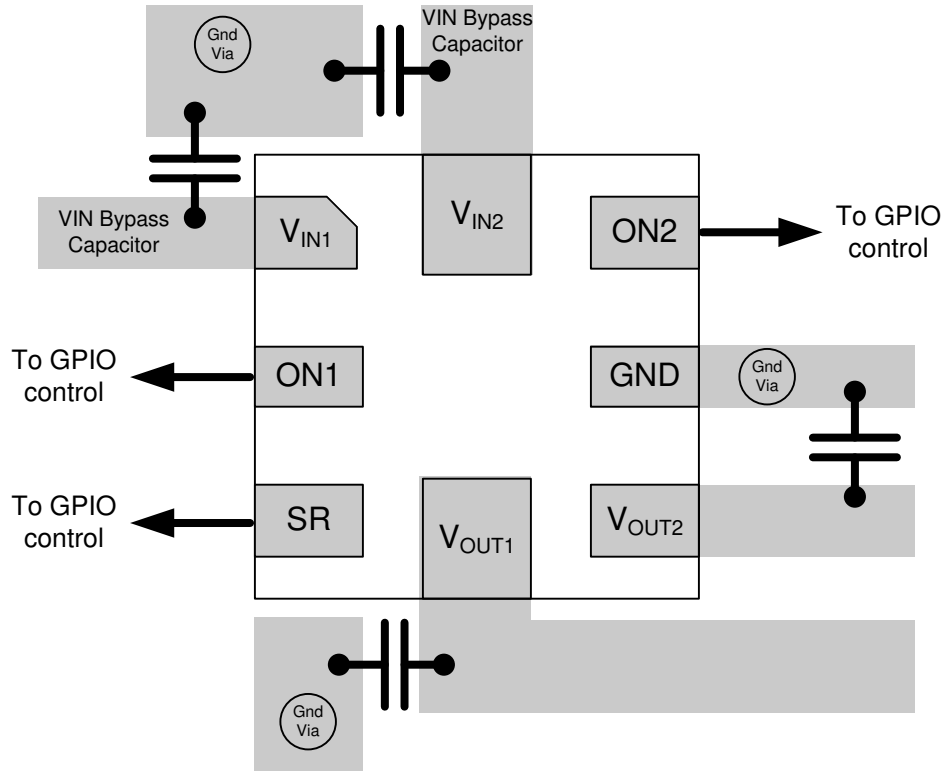 Gnd
Via
VIN Bypass
Capacitor
VIN Bypass
Capacitor
VIN1
VIN2
ON2
To GPIO
control
To GPIO
control
ON1
GND
Gnd
Via
To GPIO
control
SR
VOUT1
VOUT2
Gnd
Via